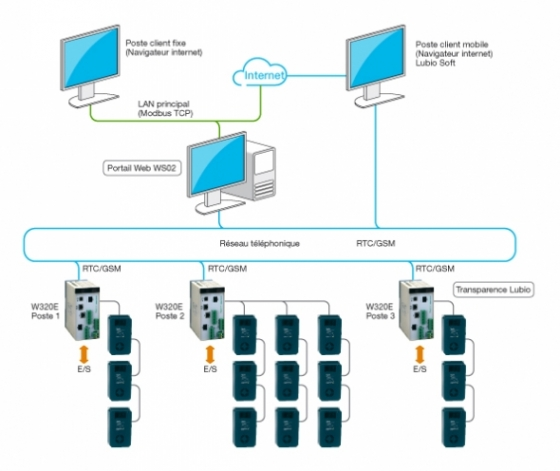 Poste client fixe
(Navigateur internet)
Poste client mobile
(Navigateur internet)
Lubio Soft
Internet
LAN principal
(Modbus TCP)
Portail Web WS02
Réseau téléphonique
RTC/GSM
RTC/GSM
RTC/GSM
RTC/GSM
W320E
Poste 1
W320E
Poste 2
W320E
Poste 3
Transparence Lubio
E/S
E/S
E/S